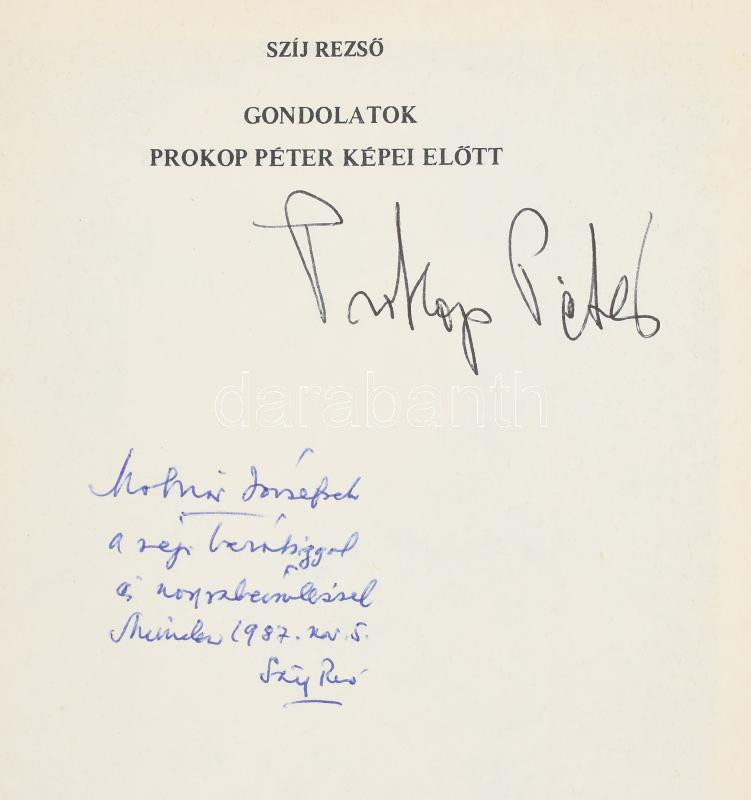 SZÍJ REZSŐ
GONDOLATOK
PROKOP PÉTER KÉPEI ELŐTT
Prokop Péter
darabanth
Molnár Józsefnek
a régi barátsággal
és nagyrabecsüléssel
München 1987. nov. 5.
Szíj Rezső